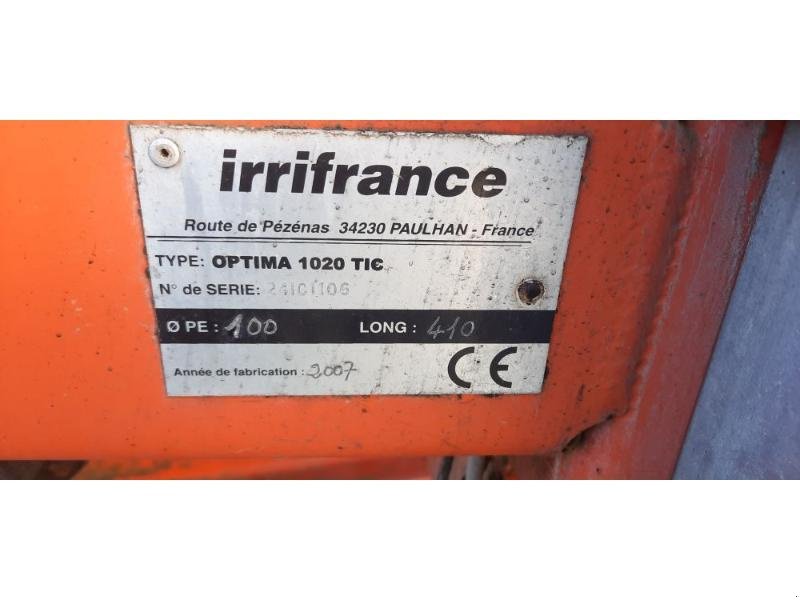 irrifrance
Route de Pézénas 34230 PAULHAN - France
TYPE: OPTIMA 1020 TIC
N° de SERIE:
Ø PE : 100 LONG : 410
Année de fabrication : 2007
CE